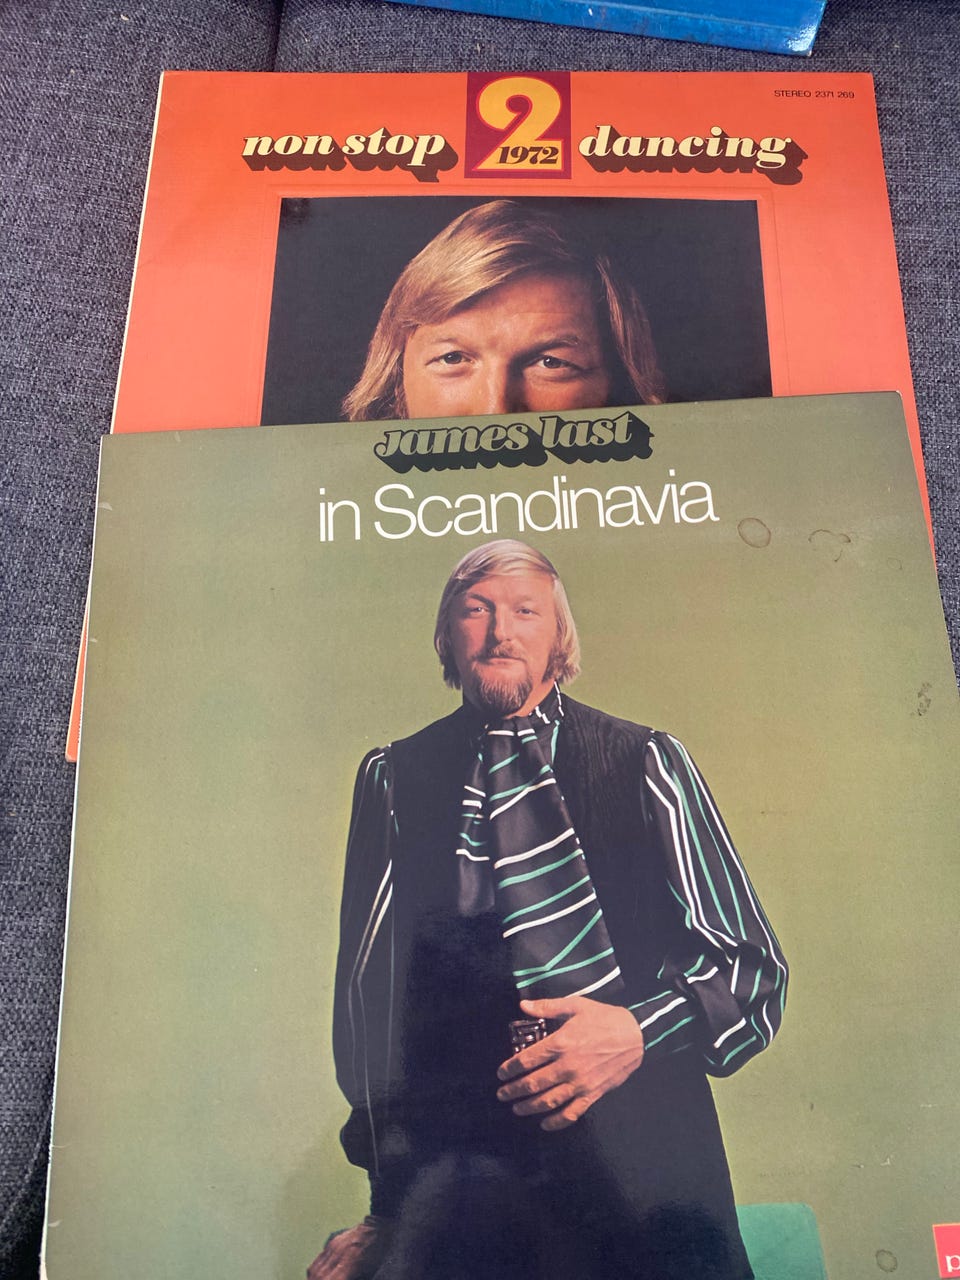 STEREO 2371 269
non stop 2 1972 dancing
james last
in Scandinavia
p